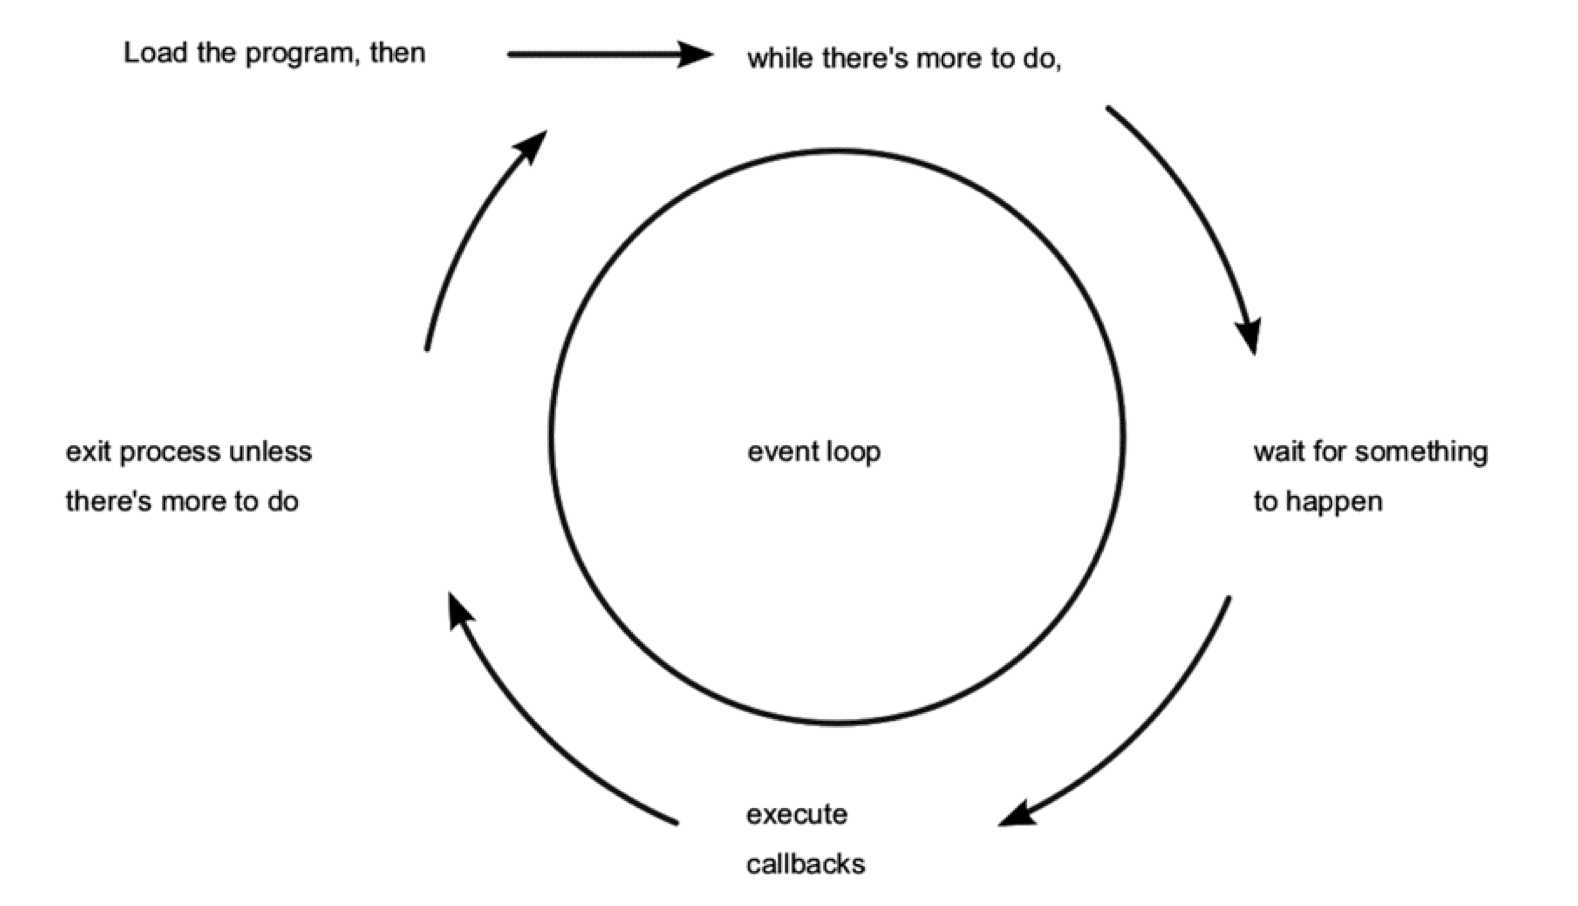 Load the program, then
while there's more to do,
exit process unless
there's more to do
event loop
wait for something
to happen
execute
callbacks